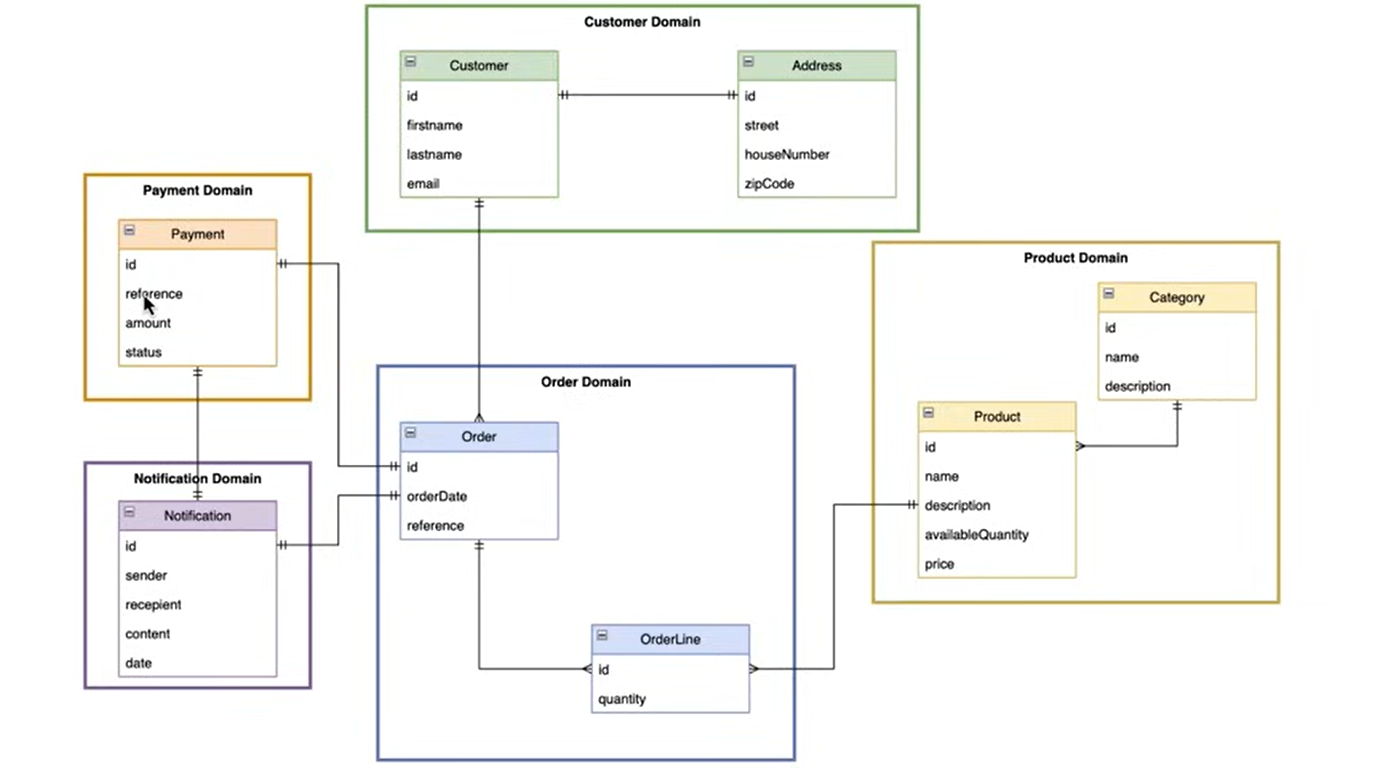 Customer Domain
Customer
id
firstname
lastname
email
Address
id
street
houseNumber
zipCode
Payment Domain
Payment
id
reference
amount
status
Notification Domain
Notification
id
sender
recepient
content
date
Order Domain
Order
id
orderDate
reference
OrderLine
id
quantity
Product Domain
Category
id
name
description
Product
id
name
description
availableQuantity
price